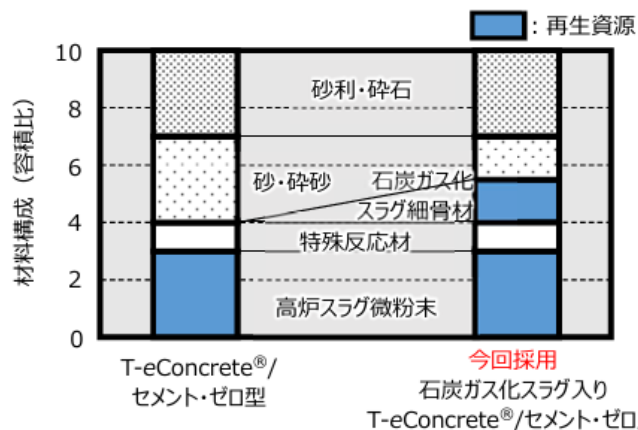 ：再生資源
10
8
6
4
2
0
材料構成（容積比）
砂利・砕石
砂・砕砂
石炭ガス化
スラグ細骨材
特殊反応材
高炉スラグ微粉末
T-eConcrete®/
セメント・ゼロ型
今回採用
石炭ガス化スラグ入り
T-eConcrete®/セメント・ゼロ